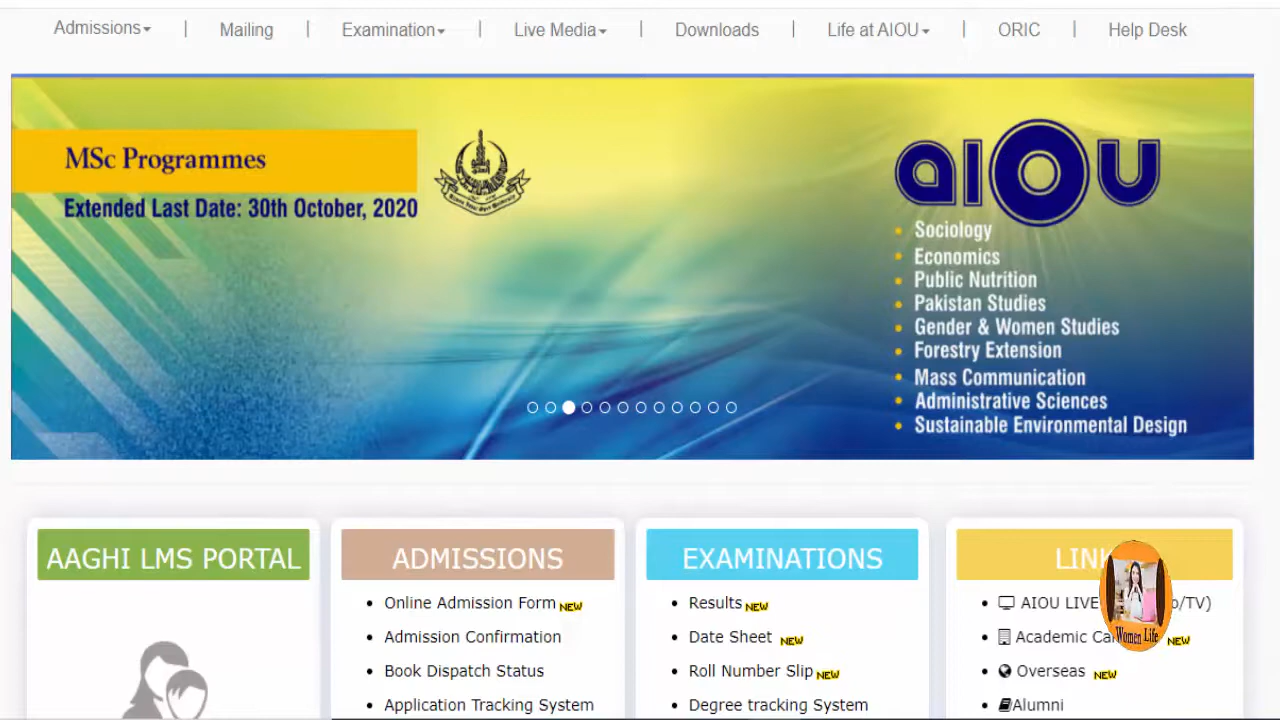 Admissions | Mailing | Examination | Live Media | Downloads | Life at AIOU | ORIC | Help Desk
MSc Programmes
Extended Last Date: 30th October, 2020
AIOU
Sociology
Economics
Public Nutrition
Pakistan Studies
Gender & Women Studies
Forestry Extension
Mass Communication
Administrative Sciences
Sustainable Environmental Design
AAGHI LMS PORTAL
ADMISSIONS
Online Admission Form NEW
Admission Confirmation
Book Dispatch Status
Application Tracking System
EXAMINATIONS
Results NEW
Date Sheet NEW
Roll Number Slip NEW
Degree tracking System
LINK
AIOU LIVE o/TV)
Academic Ca NEW
Overseas NEW
Alumni
Women Life